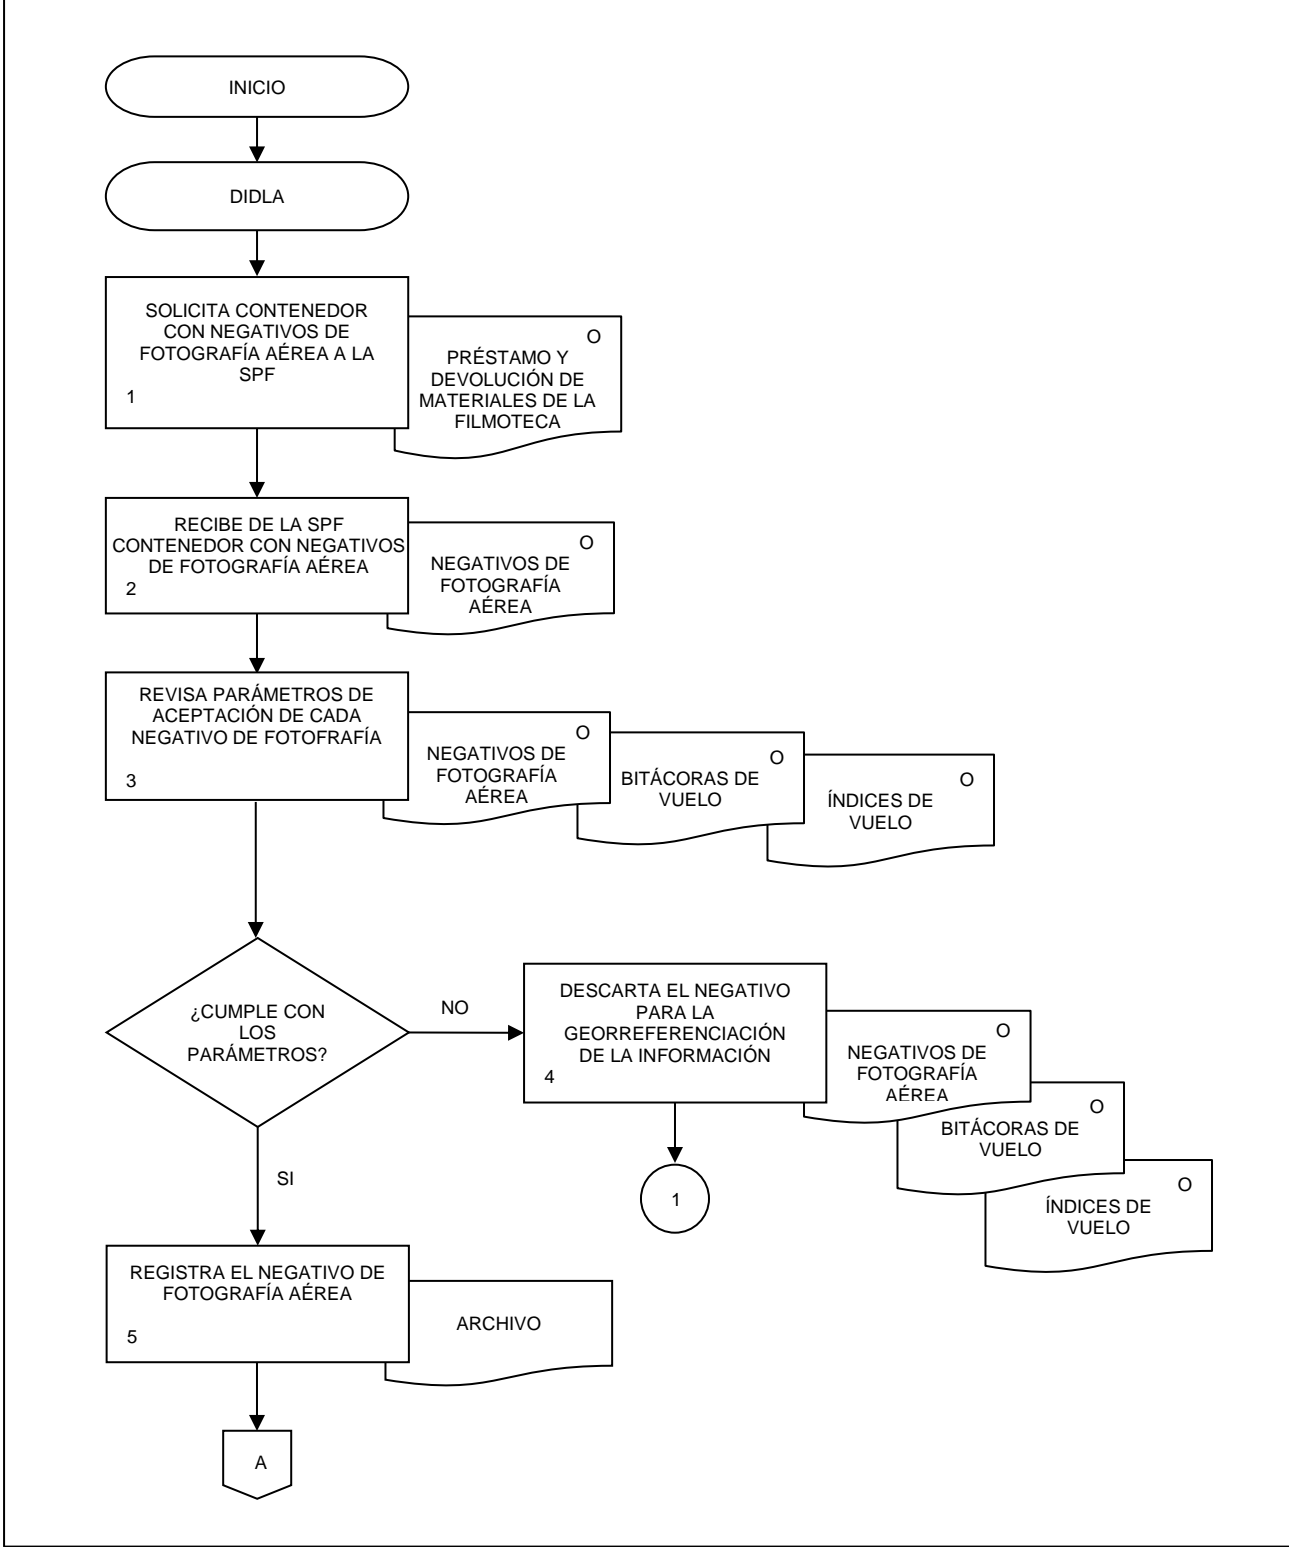 INICIO
DIDLA
SOLICITA CONTENEDOR
CON NEGATIVOS DE
FOTOGRAFÍA AÉREA A LA
SPF
1
O
PRÉSTAMO Y
DEVOLUCIÓN DE
MATERIALES DE LA
FILMOTECA
RECIBE DE LA SPF
CONTENEDOR CON NEGATIVOS
DE FOTOGRAFÍA AÉREA
2
O
NEGATIVOS DE
FOTOGRAFÍA
AÉREA
REVISA PARÁMETROS DE
ACEPTACIÓN DE CADA
NEGATIVO DE FOTOFRAFÍA
3
O
NEGATIVOS DE
FOTOGRAFÍA
AÉREA
O
BITÁCORAS DE
VUELO
O
ÍNDICES DE
VUELO
¿CUMPLE CON
LOS
PARÁMETROS?
NO
DESCARTA EL NEGATIVO
PARA LA
GEORREFERENCIACIÓN
DE LA INFORMACIÓN
4
O
NEGATIVOS DE
FOTOGRAFÍA
AÉREA
O
BITÁCORAS DE
VUELO
O
ÍNDICES DE
VUELO
1
SI
REGISTRA EL NEGATIVO DE
FOTOGRAFÍA AÉREA
5
ARCHIVO
A